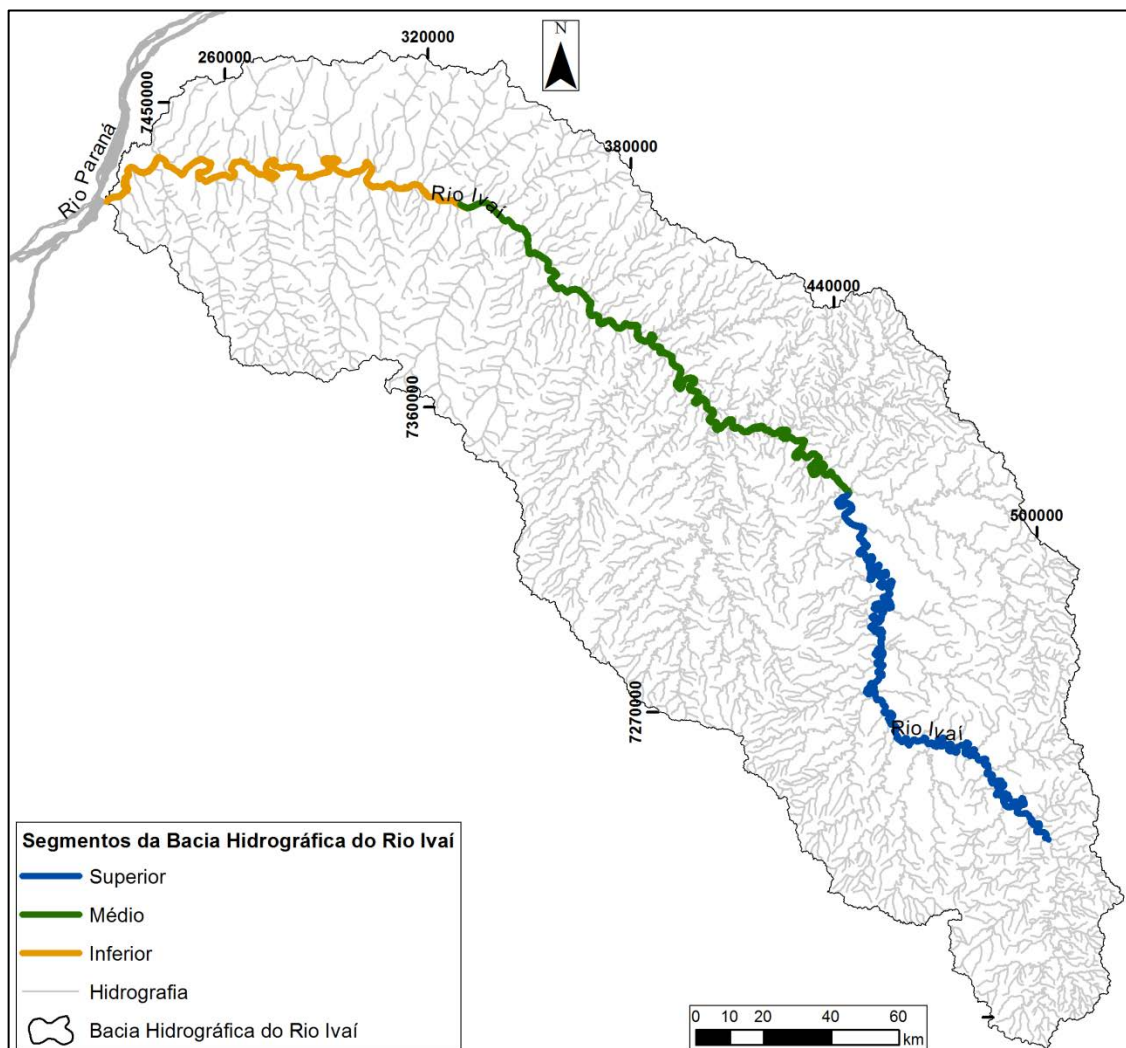 N
320000
260000
7450000
380000
Rio Paraná
Rio Ivaí
440000
7360000
500000
7270000
Rio Ivaí
Segmentos da Bacia Hidrográfica do Rio Ivaí
Superior
Médio
Inferior
Hidrografia
Bacia Hidrográfica do Rio Ivaí
0 10 20 40 60
km